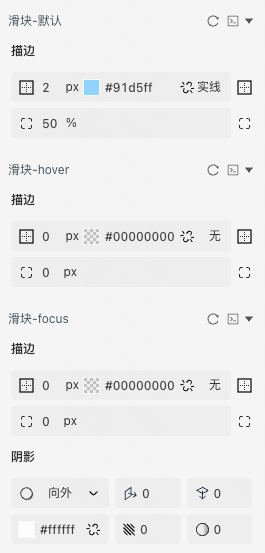 滑块-默认
描边
2 px #91d5ff 实线
50 %
滑块-hover
描边
0 px #00000000 无
0 px
滑块-focus
描边
0 px #00000000 无
0 px
阴影
向外 0 0
#ffffff 0 0